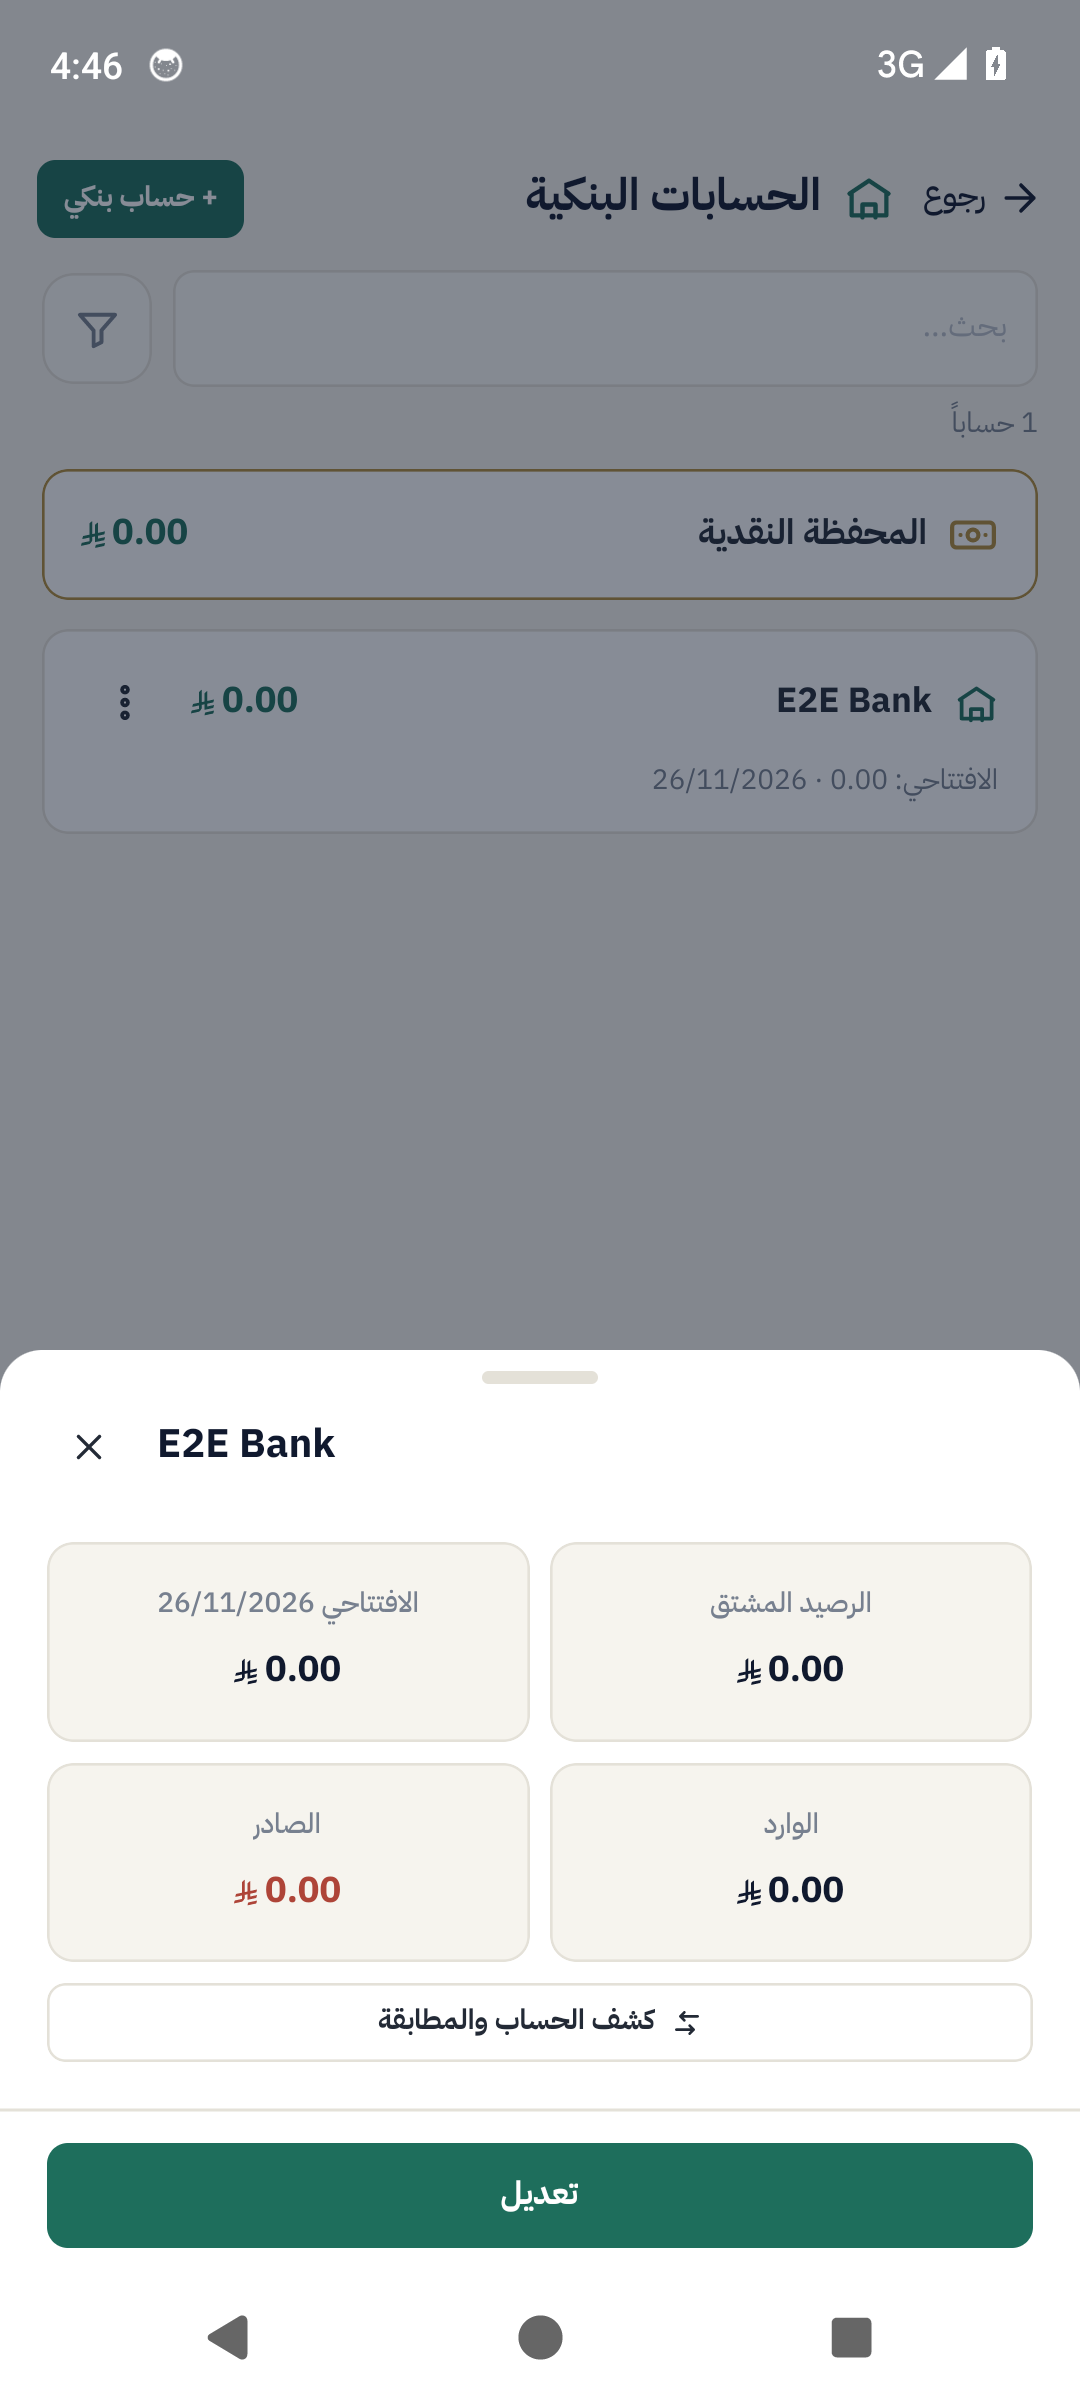 4:46 3G
رجوع الحسابات البنكية + حساب بنكي
بحث...
1 حساباً
المحفظة النقدية 0.00
E2E Bank 0.00
الافتتاحي: 0.00 · 26/11/2026
E2E Bank
الرصيد المشتق
0.00
الافتتاحي 26/11/2026
0.00
الوارد
0.00
الصادر
0.00
كشف الحساب والمطابقة
تعديل